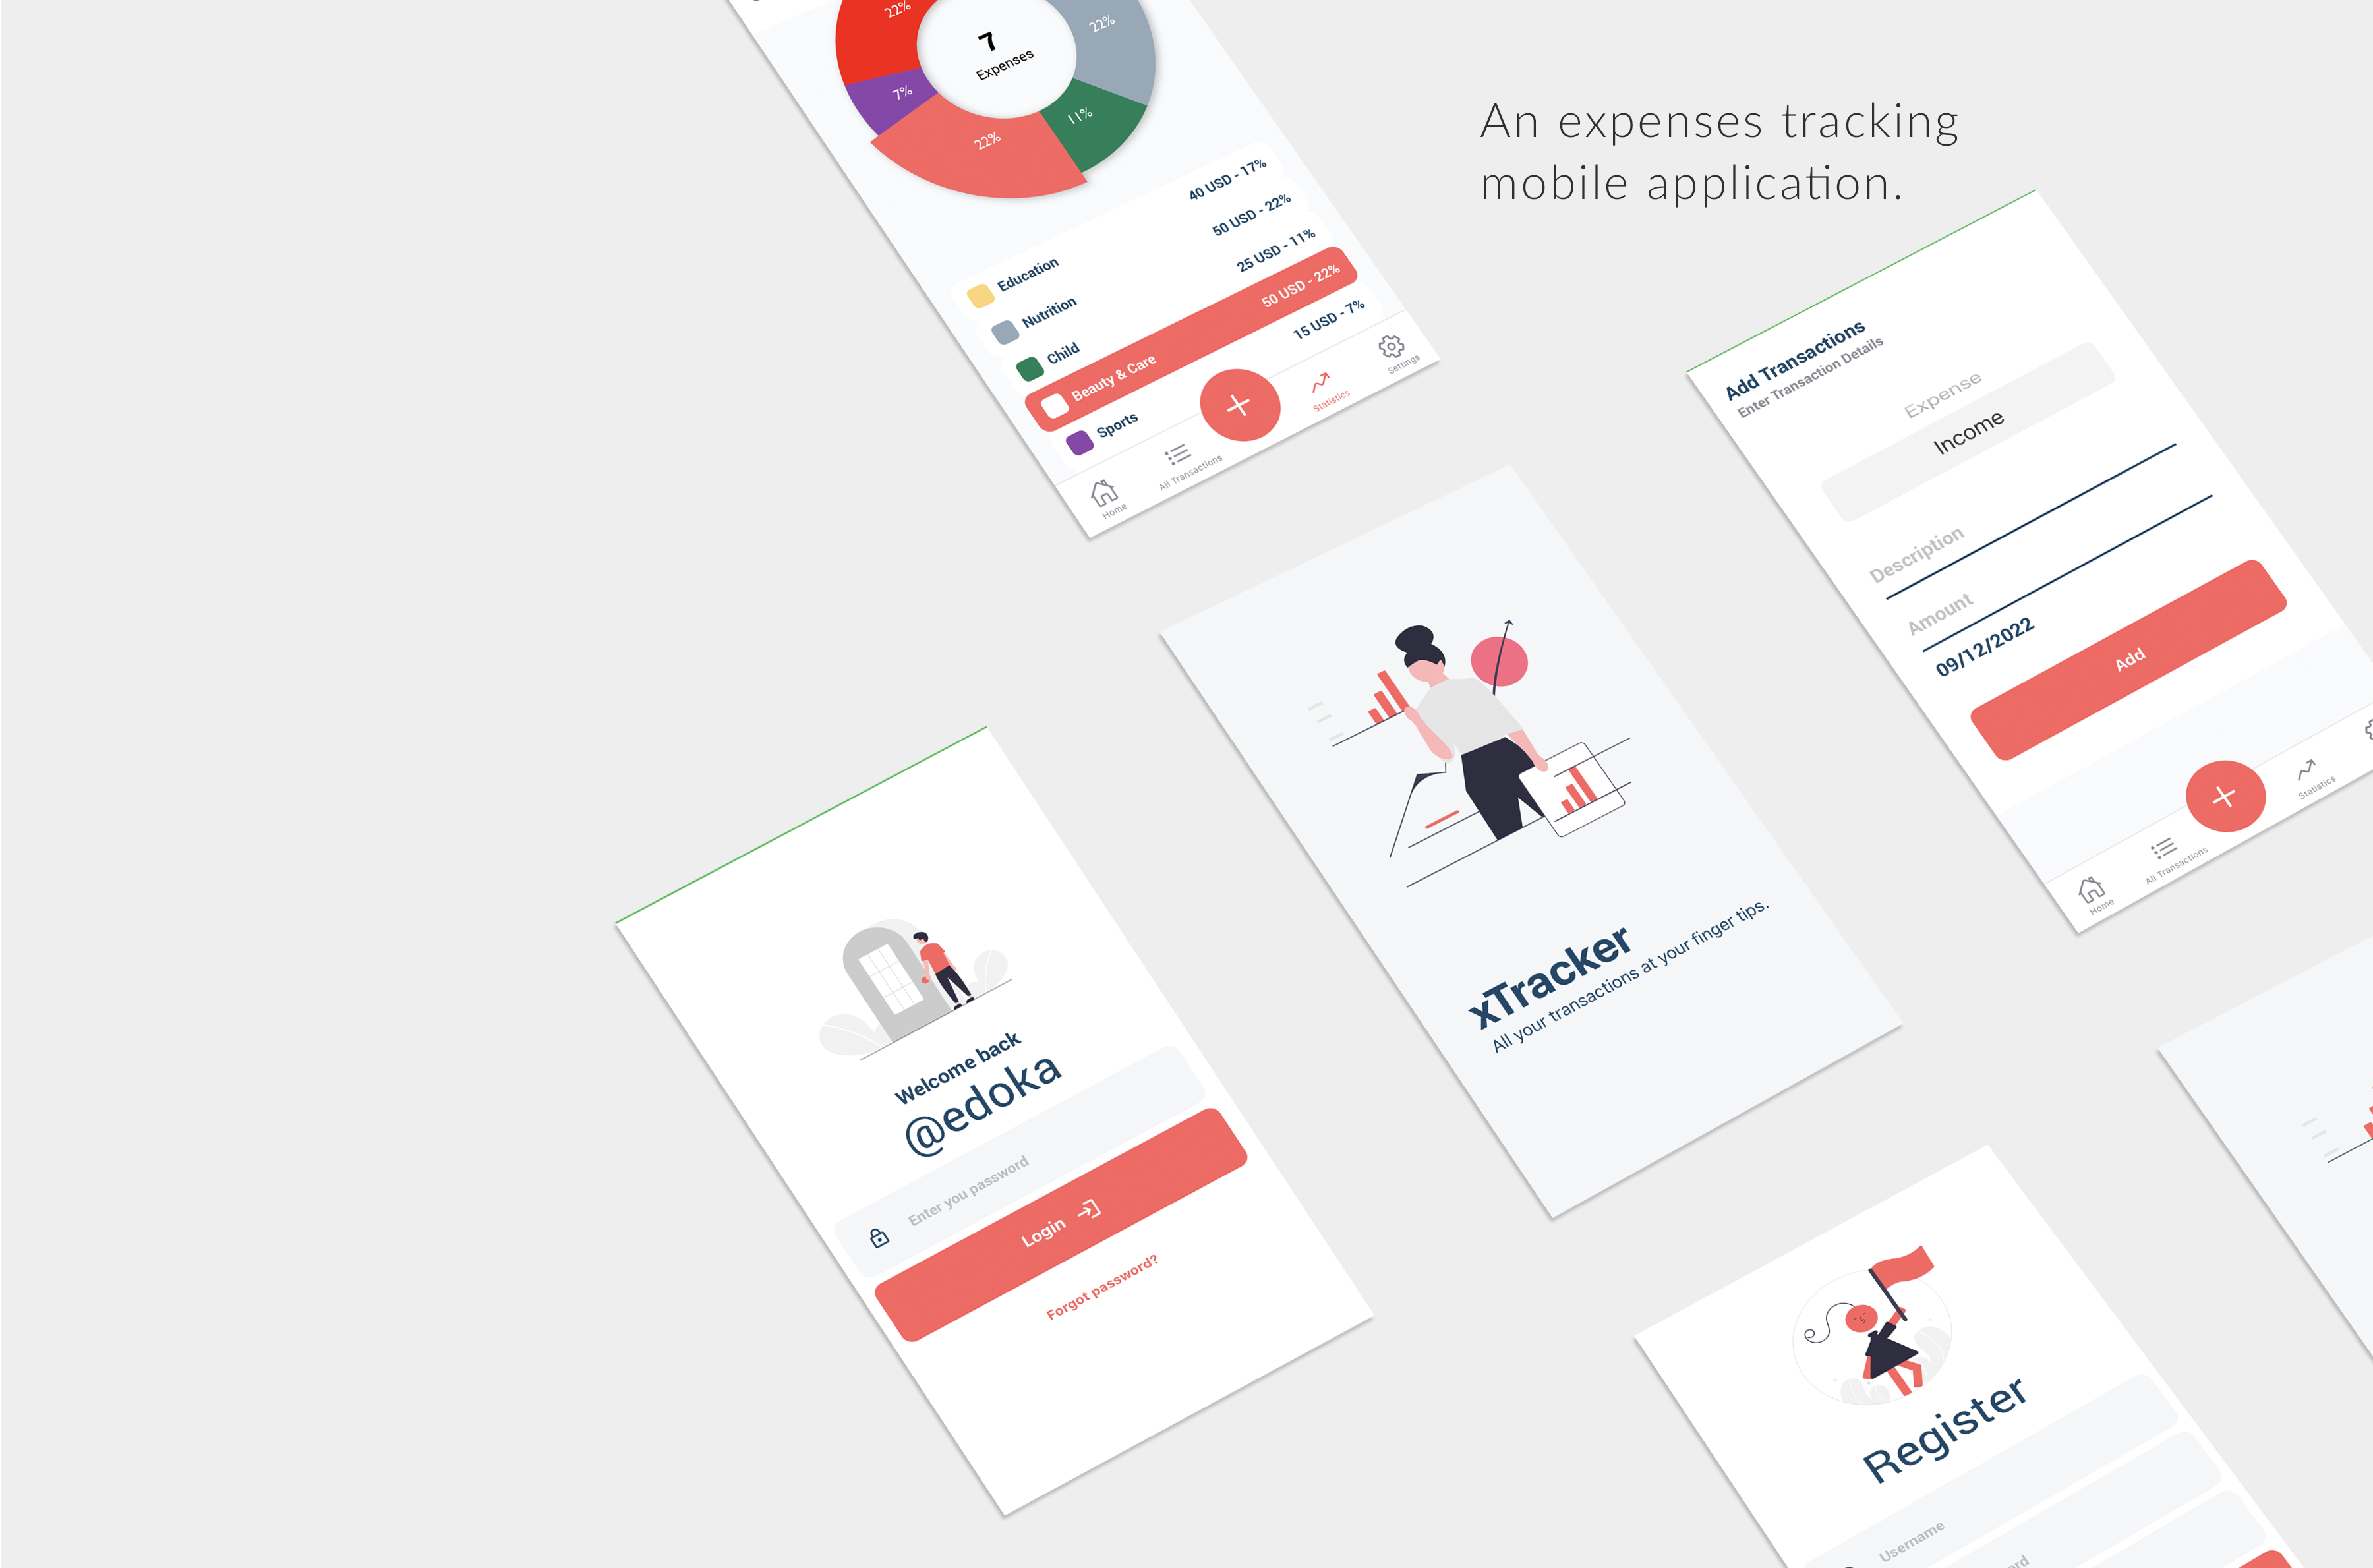 22%
22%
7
Expenses
7%
11%
22%
An expenses tracking
mobile application.
Education 40 USD - 17%
Nutrition 50 USD - 22%
Child 25 USD - 11%
Beauty & Care 50 USD - 22%
Sports 15 USD - 7%
Home
All Transactions
Statistics
Settings
Add Transactions
Enter Transaction Details
Expense
Income
Description
Amount
09/12/2022
Add
Home
All Transactions
Statistics
xTracker
All your transactions at your finger tips.
Welcome back
@edoka
Enter you password
Login
Forgot password?
Register
Username